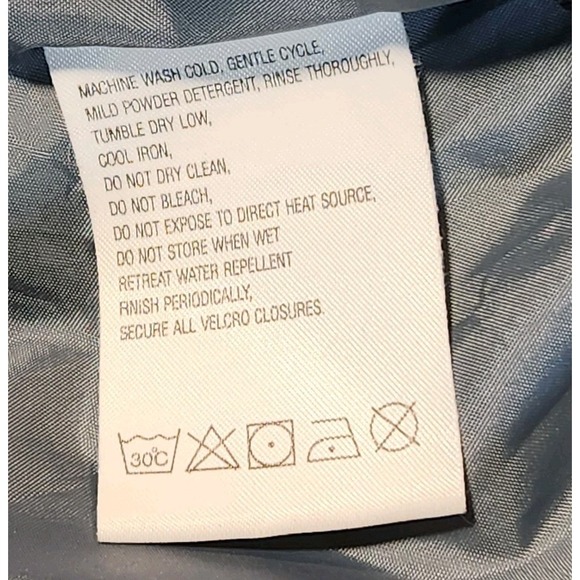 MACHINE WASH COLD, GENTLE CYCLE,
MILD POWDER DETERGENT, RINSE THOROUGHLY,
TUMBLE DRY LOW,
COOL IRON,
DO NOT DRY CLEAN,
DO NOT BLEACH,
DO NOT EXPOSE TO DIRECT HEAT SOURCE,
DO NOT STORE WHEN WET
RETREAT WATER REPELLENT
FINISH PERIODICALLY,
SECURE ALL VELCRO CLOSURES.
30°C